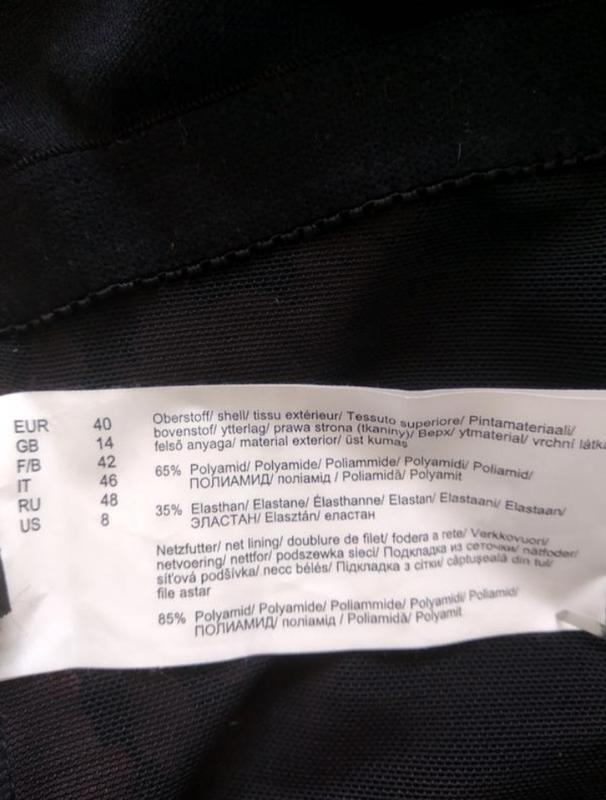 EUR 40
GB 14
F/B 42
IT 46
RU 48
US 8
Oberstoff/ shell/ tissu extérieur/ Tessuto superiore/ Pintamateriaali/
bovenstof/ ytterlag/ prawa strona (tkaniny)/ Верх/ ytmaterial/ vrchní
felső anyaga/ material exterior/ üst kumaş
65% Polyamid/ Polyamide/ Poliammide/ Polyamidi/ Poliamid/
ПОЛИАМИД/ поліамід / Poliamidă/ Polyamit
35% Elasthan/ Elastane/ Élasthanne/ Elastan/ Elastaani/ Elastaan/
ЭЛАСТАН/ Elasztán/ еластан
Netzfutter/ net lining/ doublure de filet/ fodera a rete/ Verkkovuori/
netvoering/ nettfor/ podszewka sieci/ Подкладка из сеточки/ nätfoder/
síťová podšívka/ necc bélés/ Підкладка з сітки/ căptușeală din tul/
file astar
85% Polyamid/ Polyamide/ Poliammide/ Polyamidi/ Poliamid/
ПОЛИАМИД/ поліамід / Poliamidă/ Polyamit